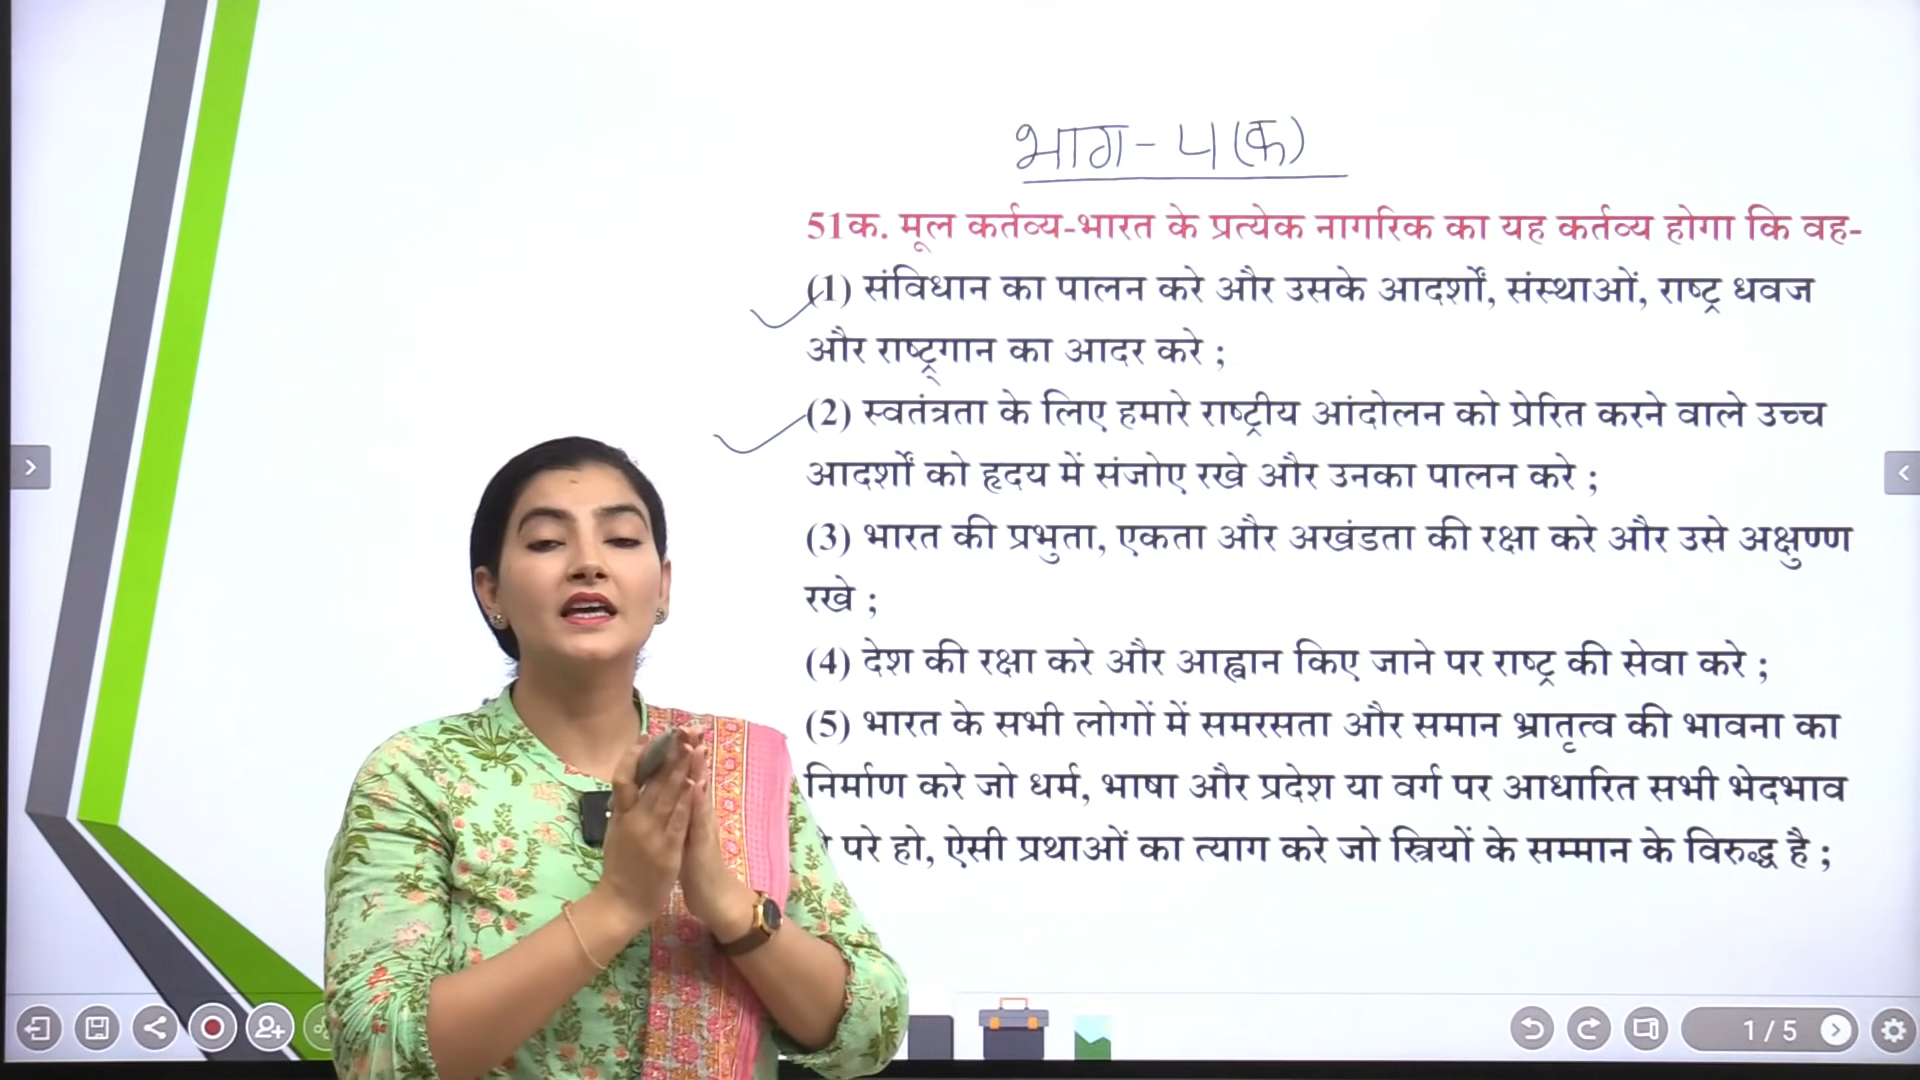 भाग - 4 (क)
51क. मूल कर्तव्य-भारत के प्रत्येक नागरिक का यह कर्तव्य होगा कि वह-
(1) संविधान का पालन करे और उसके आदर्शों, संस्थाओं, राष्ट्र धवज
और राष्ट्र्गान का आदर करे ;
(2) स्वतंत्रता के लिए हमारे राष्ट्रीय आंदोलन को प्रेरित करने वाले उच्च
आदर्शों को हृदय में संजोए रखे और उनका पालन करे ;
(3) भारत की प्रभुता, एकता और अखंडता की रक्षा करे और उसे अक्षुण्ण
रखे ;
(4) देश की रक्षा करे और आह्वान किए जाने पर राष्ट्र की सेवा करे ;
(5) भारत के सभी लोगों में समरसता और समान भ्रातृत्व की भावना का
निर्माण करे जो धर्म, भाषा और प्रदेश या वर्ग पर आधारित सभी भेदभाव
परे हो, ऐसी प्रथाओं का त्याग करे जो स्त्रियों के सम्मान के विरुद्ध है ;
1 / 5